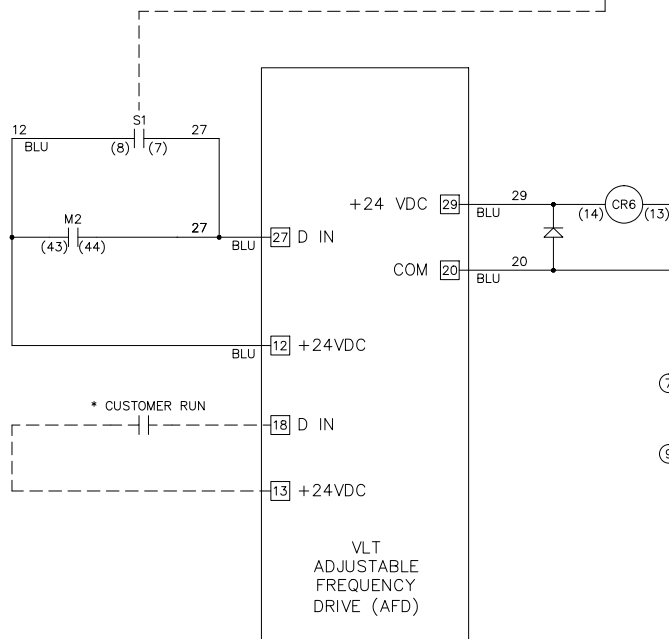 S1
12
27
BLU
(8)
(7)
M2
27
(43)
(44)
BLU
27
D IN
+24 VDC
29
29
BLU
(14)
CR6
(13)
COM
20
20
BLU
BLU
12
+24VDC
* CUSTOMER RUN
18
D IN
13
+24VDC
VLT
ADJUSTABLE
FREQUENCY
DRIVE (AFD)